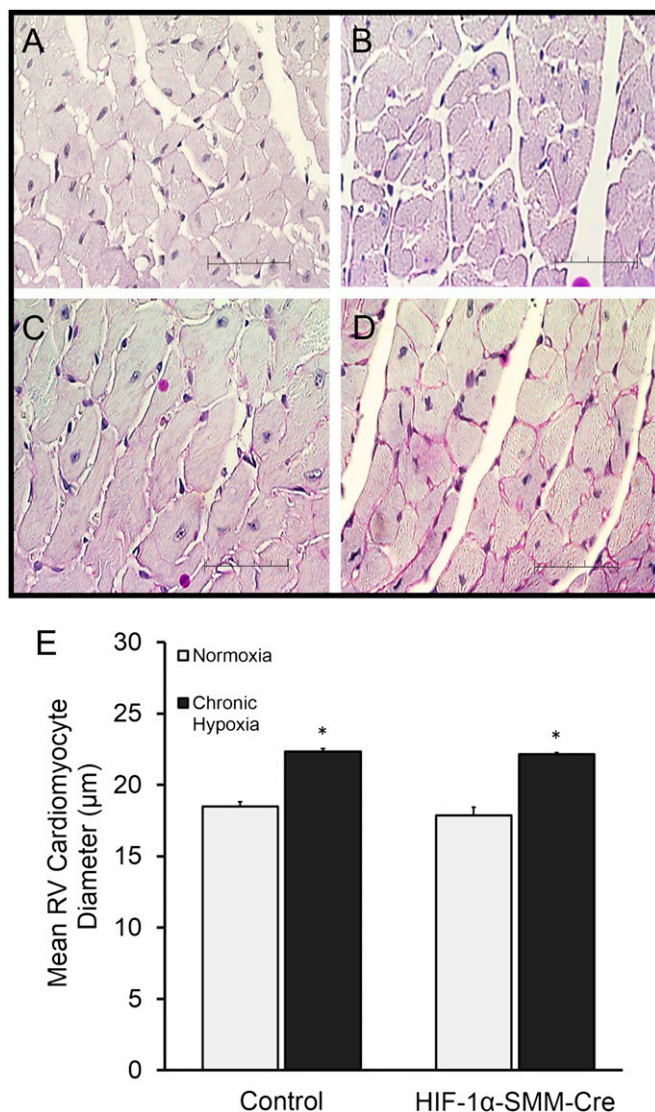 A
B
C
D
E
30
25
20
15
10
5
0
Mean RV Cardiomyocyte
Diameter (μm)
Normoxia
Chronic
Hypoxia
*
*
Control
HIF-1α-SMM-Cre